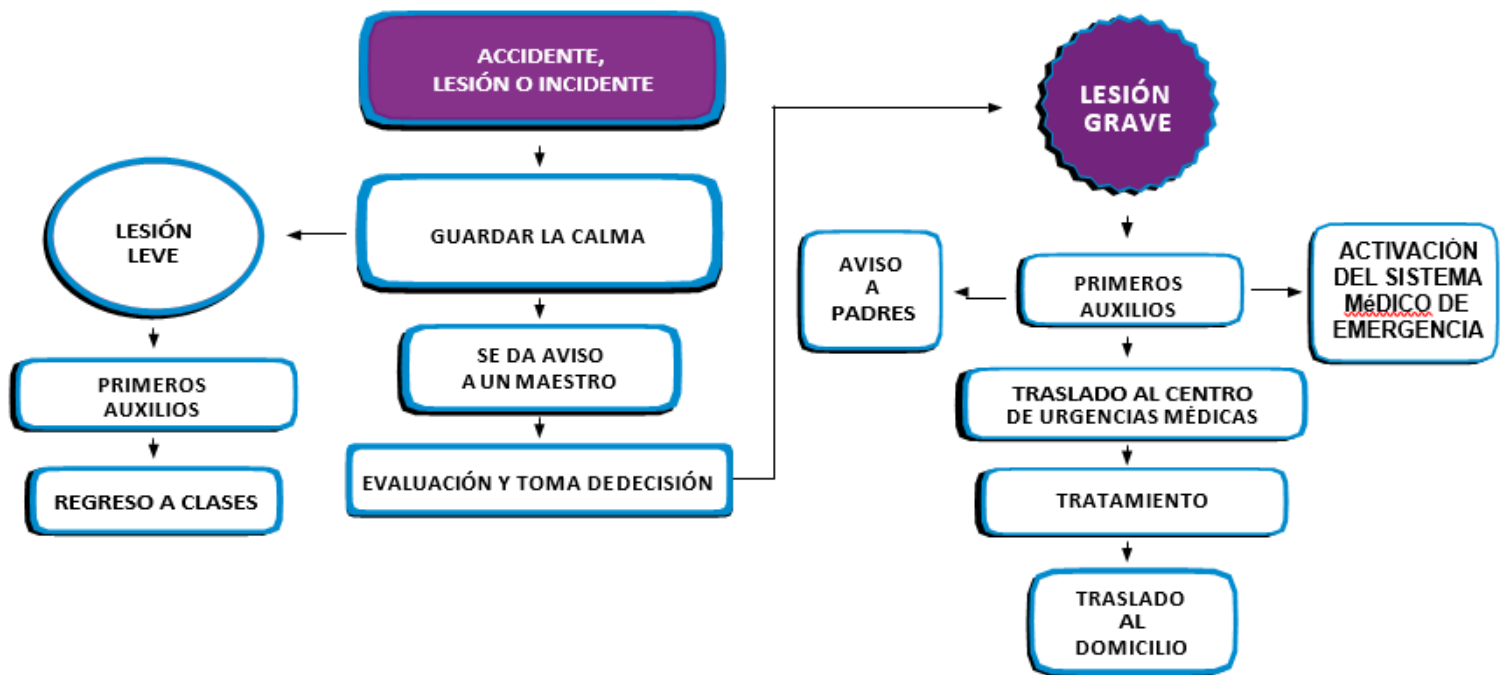 ACCIDENTE,
LESIÓN O INCIDENTE
GUARDAR LA CALMA
LESIÓN
LEVE
PRIMEROS
AUXILIOS
REGRESO A CLASES
SE DA AVISO
A UN MAESTRO
EVALUACIÓN Y TOMA DEDECISIÓN
LESIÓN
GRAVE
PRIMEROS
AUXILIOS
AVISO
A
PADRES
ACTIVACIÓN
DEL SISTEMA
MéDICO DE
EMERGENCIA
TRASLADO AL CENTRO
DE URGENCIAS MÉDICAS
TRATAMIENTO
TRASLADO
AL
DOMICILIO